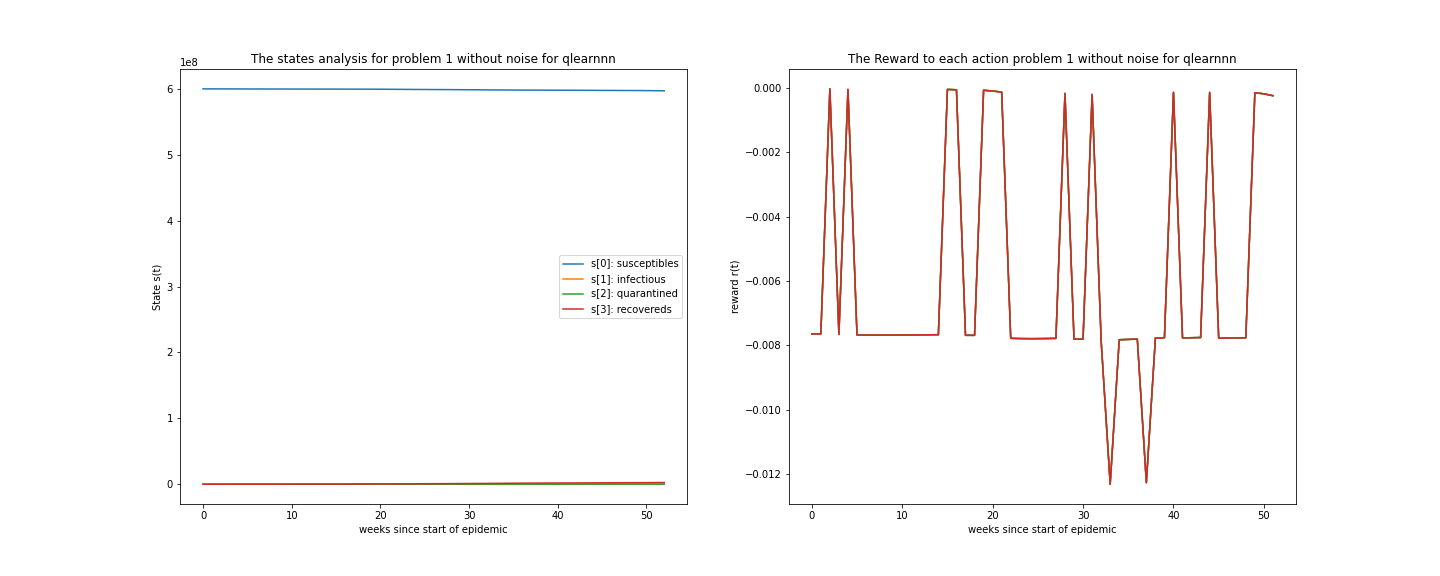 The states analysis for problem 1 without noise for qlearnnn
1e8
6
5
4
3
2
1
0
State s(t)
s[0]: susceptibles
s[1]: infectious
s[2]: quarantined
s[3]: recovereds
0 10 20 30 40 50
weeks since start of epidemic
The Reward to each action problem 1 without noise for qlearnnn
0.000
−0.002
−0.004
−0.006
−0.008
−0.010
−0.012
reward r(t)
0 10 20 30 40 50
weeks since start of epidemic